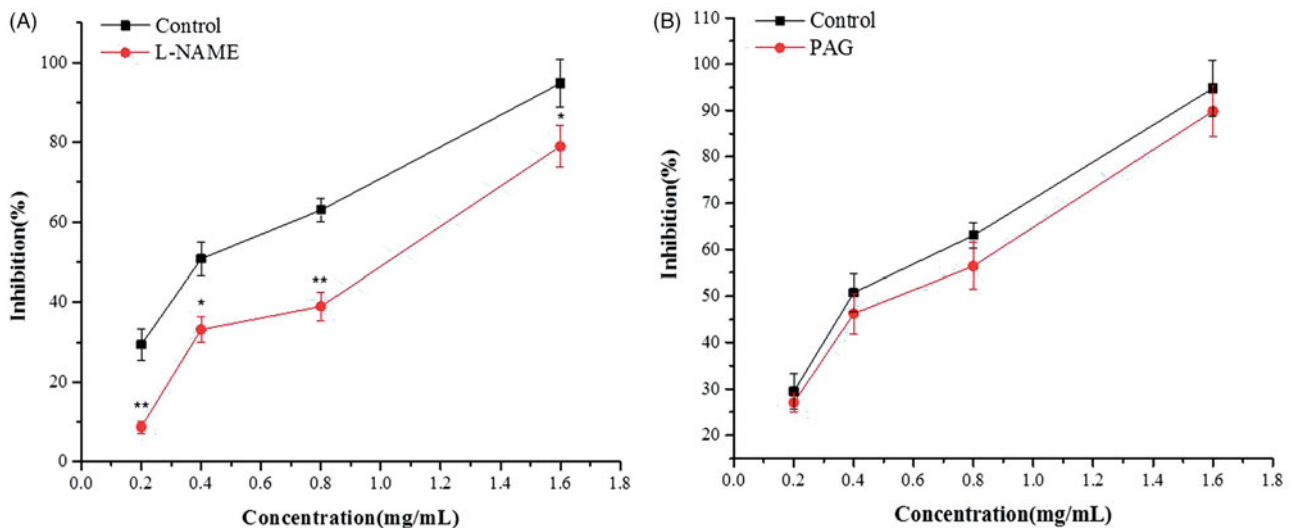 (A)
Control
L-NAME
100
80
60
40
20
0
**
*
**
*
0.0 0.2 0.4 0.6 0.8 1.0 1.2 1.4 1.6 1.8
Inhibition(%)
Concentration(mg/mL)
(B)
Control
PAG
110
100
90
80
70
60
50
40
30
20
0.0 0.2 0.4 0.6 0.8 1.0 1.2 1.4 1.6 1.8
Inhibition(%)
Concentration(mg/mL)